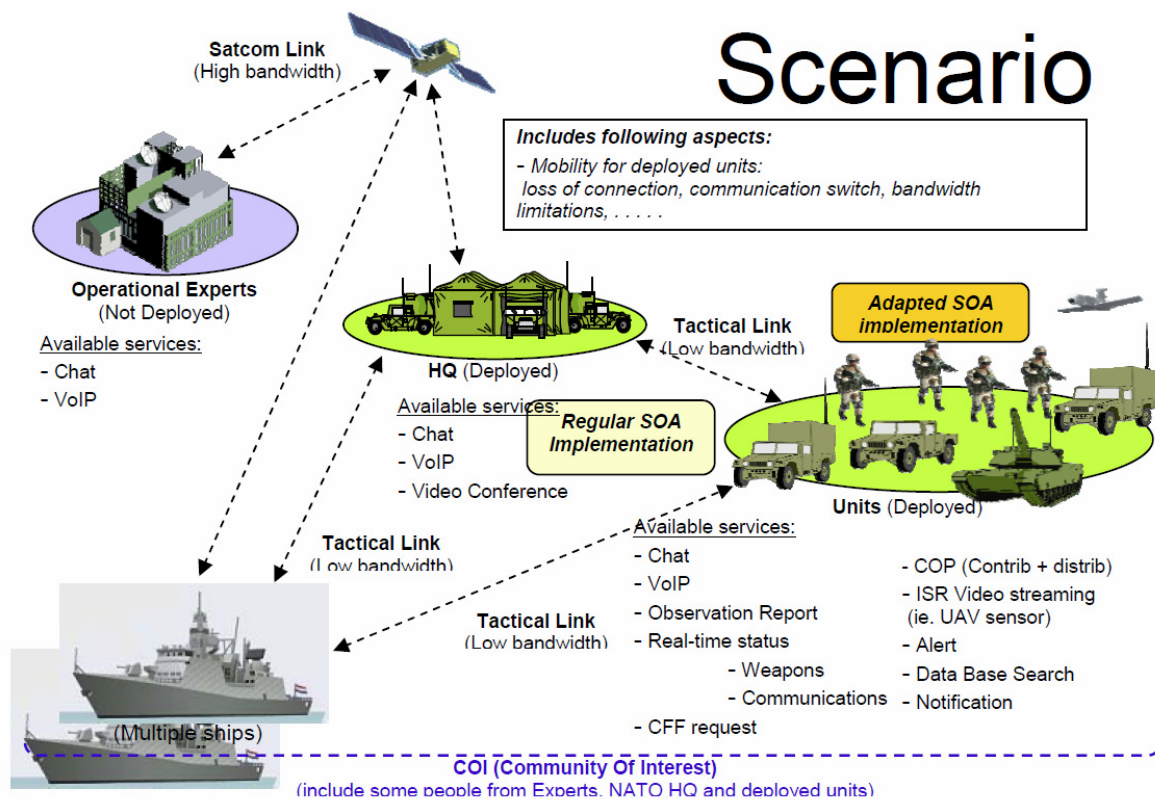 Scenario
Satcom Link
(High bandwidth)
Includes following aspects:
- Mobility for deployed units:
loss of connection, communication switch, bandwidth
limitations, . . . . .
Operational Experts
(Not Deployed)
Available services:
- Chat
- VoIP
HQ (Deployed)
Available services:
- Chat
- VoIP
- Video Conference
Regular SOA
Implementation
Tactical Link
(Low bandwidth)
Adapted SOA
implementation
Units (Deployed)
Available services:
- Chat
- VoIP
- Observation Report
- Real-time status
- Weapons
- Communications
- CFF request
- COP (Contrib + distrib)
- ISR Video streaming
(ie. UAV sensor)
- Alert
- Data Base Search
- Notification
Tactical Link
(Low bandwidth)
Tactical Link
(Low bandwidth)
(Multiple ships)
COI (Community Of Interest)
(include some people from Experts, NATO HQ and deployed units)